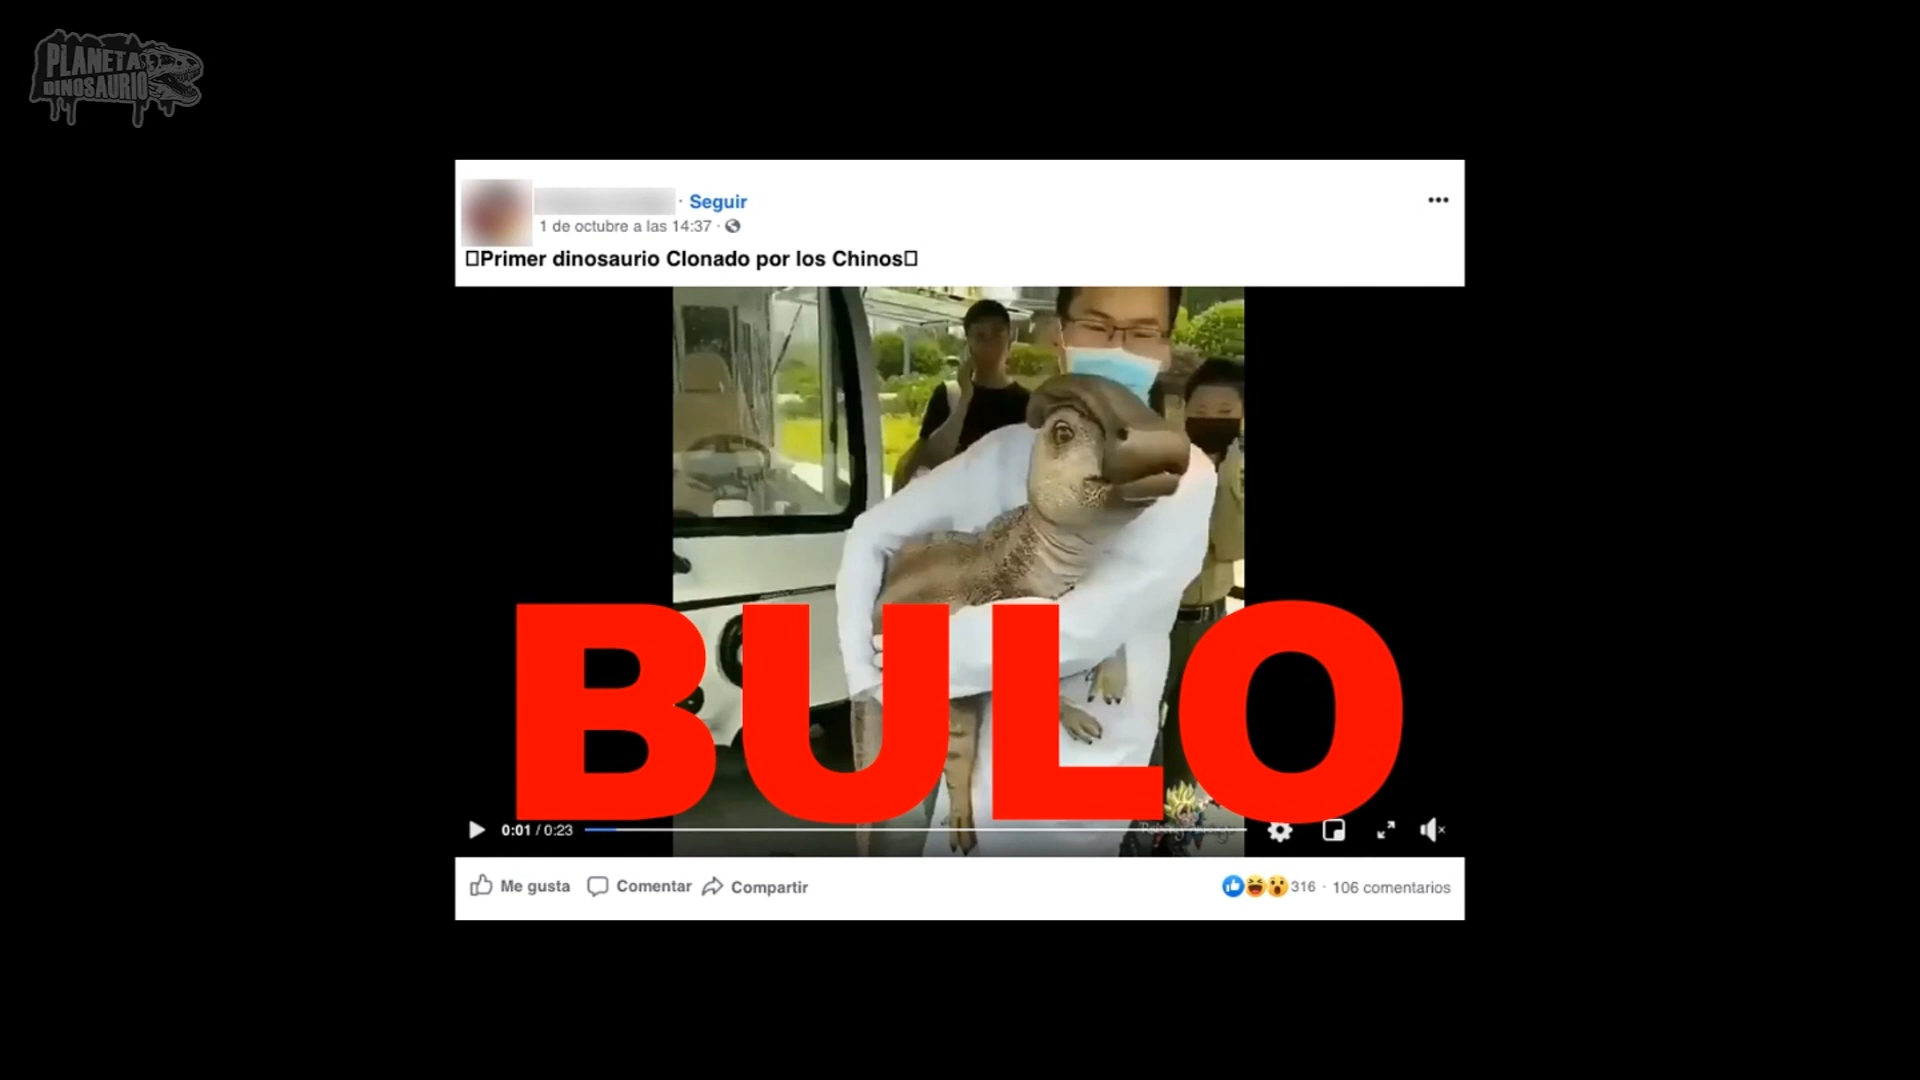 PLANETA
DINOSAURIO
· Seguir
1 de octubre a las 14:37 ·
Primer dinosaurio Clonado por los Chinos
BULO
0:01 / 0:23
Me gusta Comentar Compartir
316 · 106 comentarios